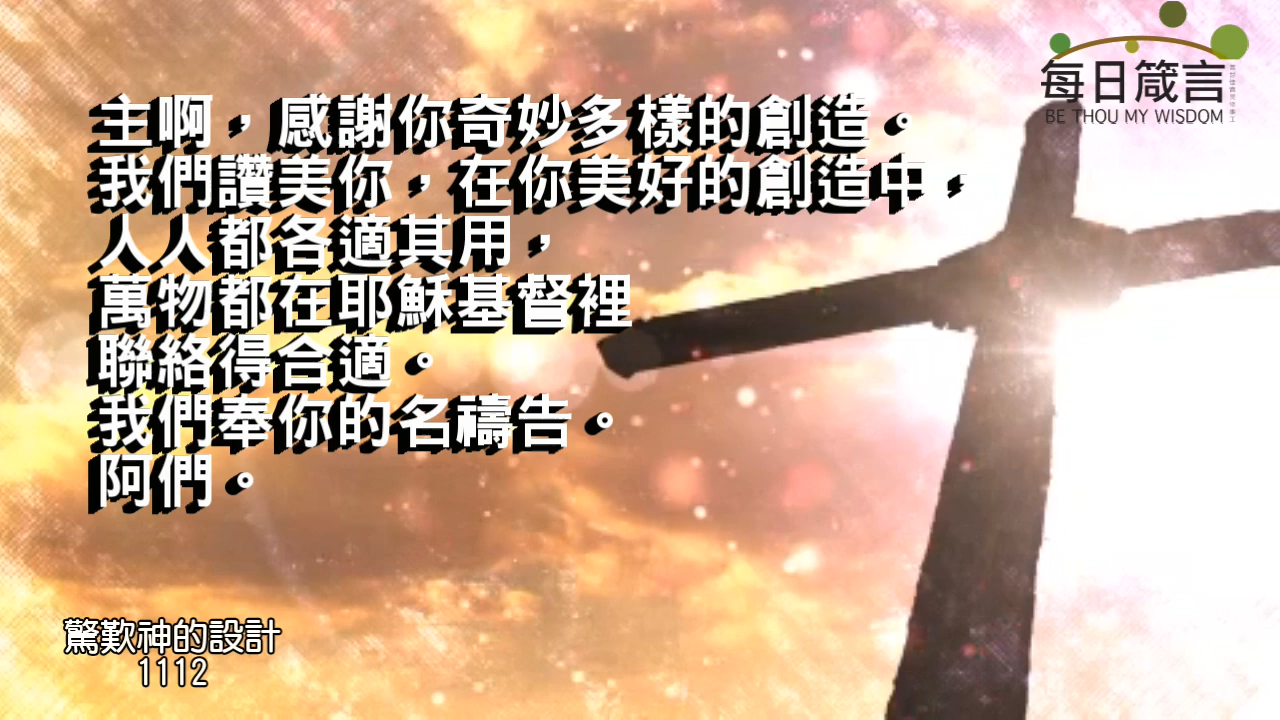 每日箴言
BE THOU MY WISDOM
主啊，感謝你奇妙多樣的創造。
我們讚美你，在你美好的創造中，
人人都各適其用，
萬物都在耶穌基督裡
聯絡得合適。
我們奉你的名禱告。
阿們。
驚歎神的設計
1112